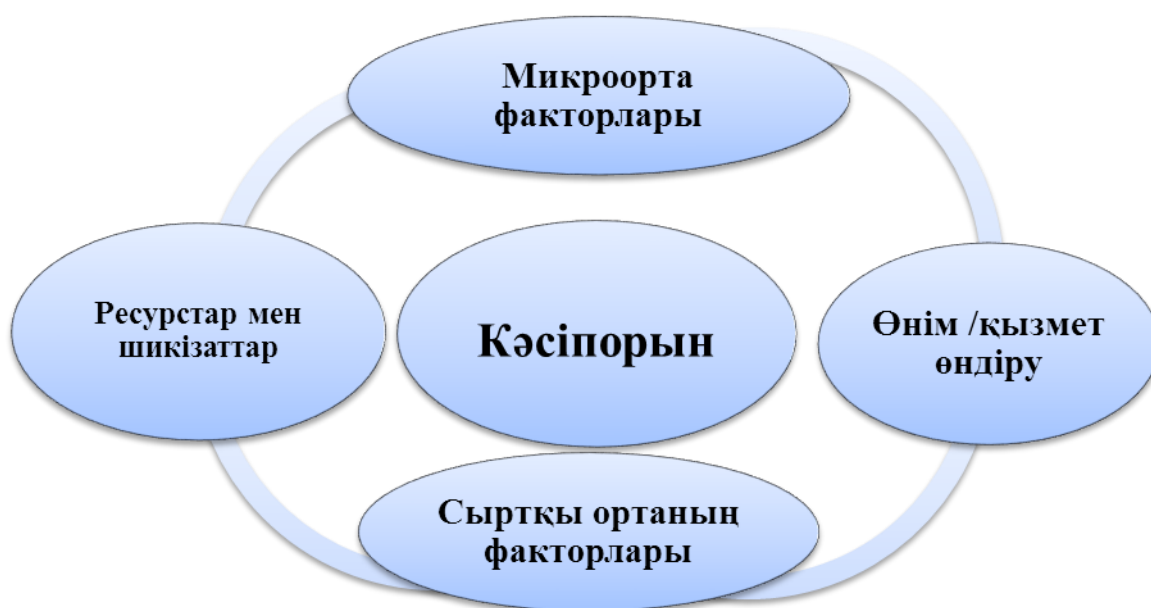 Микроорта
факторлары
Ресурстар мен
шикізаттар
Кәсіпорын
Өнім /қызмет
өндіру
Сыртқы ортаның
факторлары